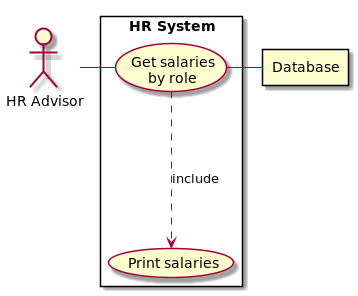 HR System
Get salaries
by role
HR Advisor
Database
include
Print salaries